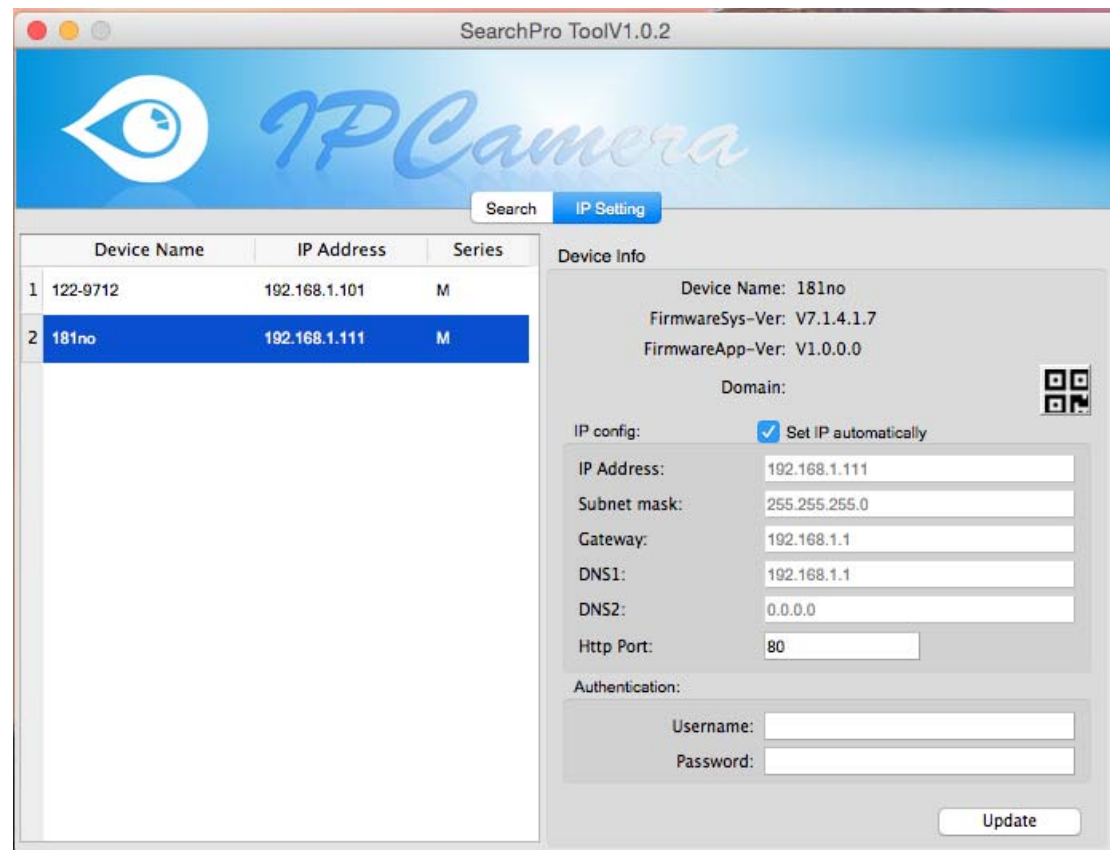 SearchPro ToolV1.0.2
IPCamera
Search IP Setting
Device Name IP Address Series
1 122-9712 192.168.1.101 M
2 181no 192.168.1.111 M
Device Info
Device Name: 181no
FirmwareSys-Ver: V7.1.4.1.7
FirmwareApp-Ver: V1.0.0.0
Domain:
IP config: Set IP automatically
IP Address: 192.168.1.111
Subnet mask: 255.255.255.0
Gateway: 192.168.1.1
DNS1: 192.168.1.1
DNS2: 0.0.0.0
Http Port: 80
Authentication:
Username:
Password:
Update